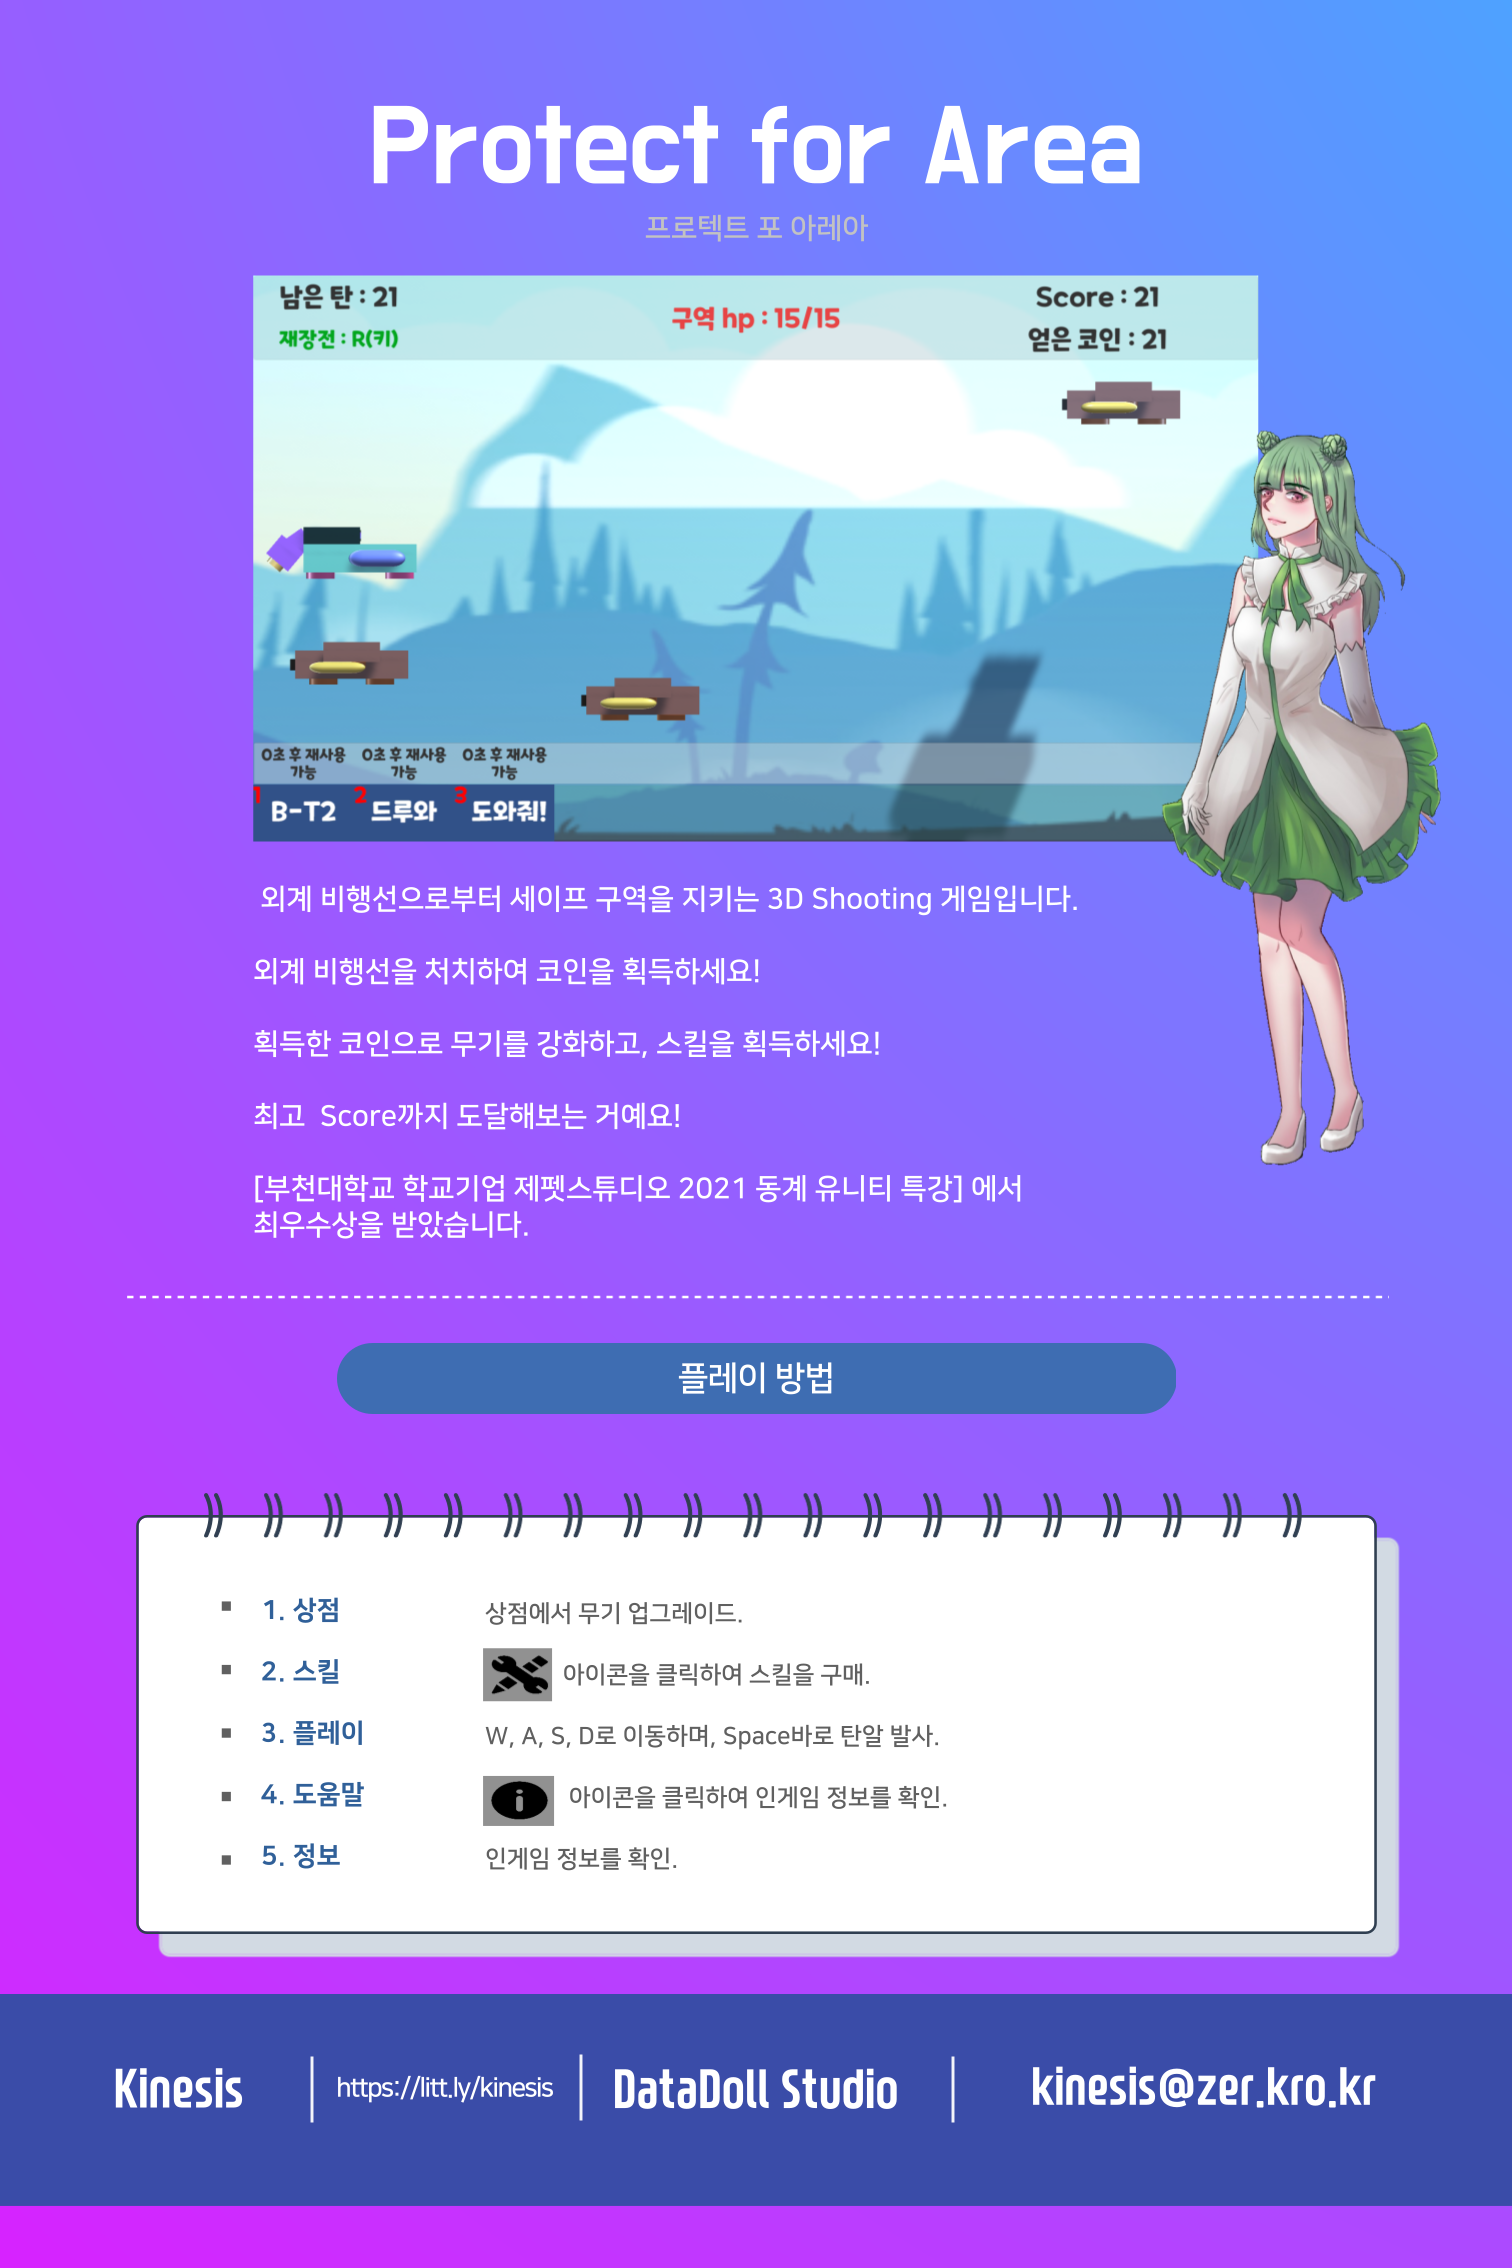 Protect for Area
프로텍트 포 아레아
남은 탄 : 21
재장전 : R(키)
구역 hp : 15/15
Score : 21
얻은 코인 : 21
0초 후 재사용
가능
0초 후 재사용
가능
0초 후 재사용
가능
1 B-T2
2 드루와
3 도와줘!
외계 비행선으로부터 세이프 구역을 지키는 3D Shooting 게임입니다.
외계 비행선을 처치하여 코인을 획득하세요!
획득한 코인으로 무기를 강화하고, 스킬을 획득하세요!
최고 Score까지 도달해보는 거예요!
[부천대학교 학교기업 제펫스튜디오 2021 동계 유니티 특강] 에서
최우수상을 받았습니다.
플레이 방법
1. 상점 상점에서 무기 업그레이드.
2. 스킬 아이콘을 클릭하여 스킬을 구매.
3. 플레이 W, A, S, D로 이동하며, Space바로 탄알 발사.
4. 도움말 아이콘을 클릭하여 인게임 정보를 확인.
5. 정보 인게임 정보를 확인.
Kinesis
https://litt.ly/kinesis
DataDoll Studio
kinesis@zer.kro.kr